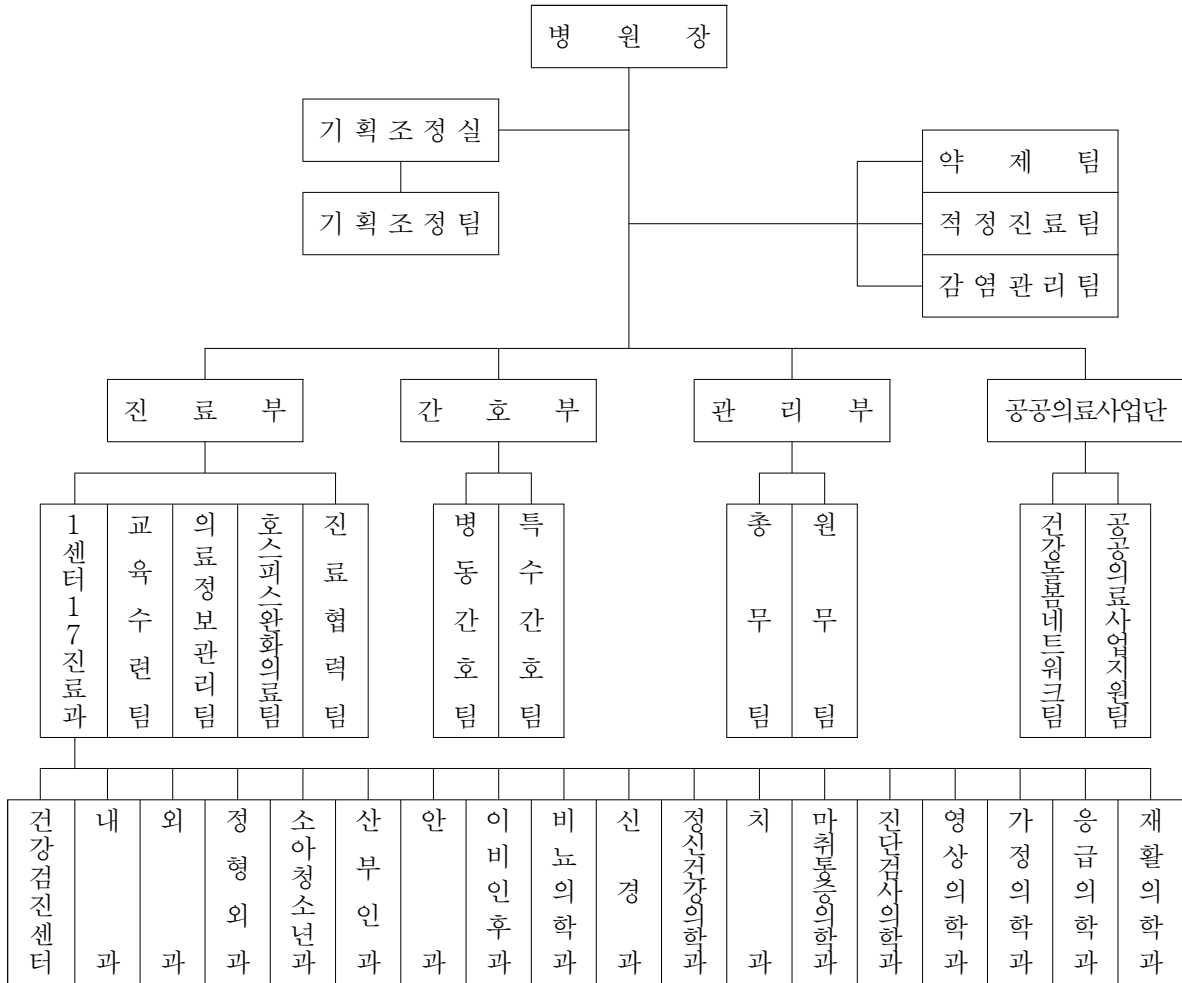 병 원 장
기획조정실
기획조정팀
약 제 팀
적정진료팀
감염관리팀
진 료 부
간 호 부
관 리 부
공공의료사업단
1센터17진료과
교육수련팀
의료정보관리팀
호스피스완화의료팀
진료협력팀
병동간호팀
특수간호팀
총무팀
원무팀
건강돌봄네트워크팀
공공의료사업지원팀
건강검진센터
내과
외과
정형외과
소아청소년과
산부인과
안과
이비인후과
비뇨의학과
신경과
정신건강의학과
치과
마취통증의학과
진단검사의학과
영상의학과
가정의학과
응급의학과
재활의학과